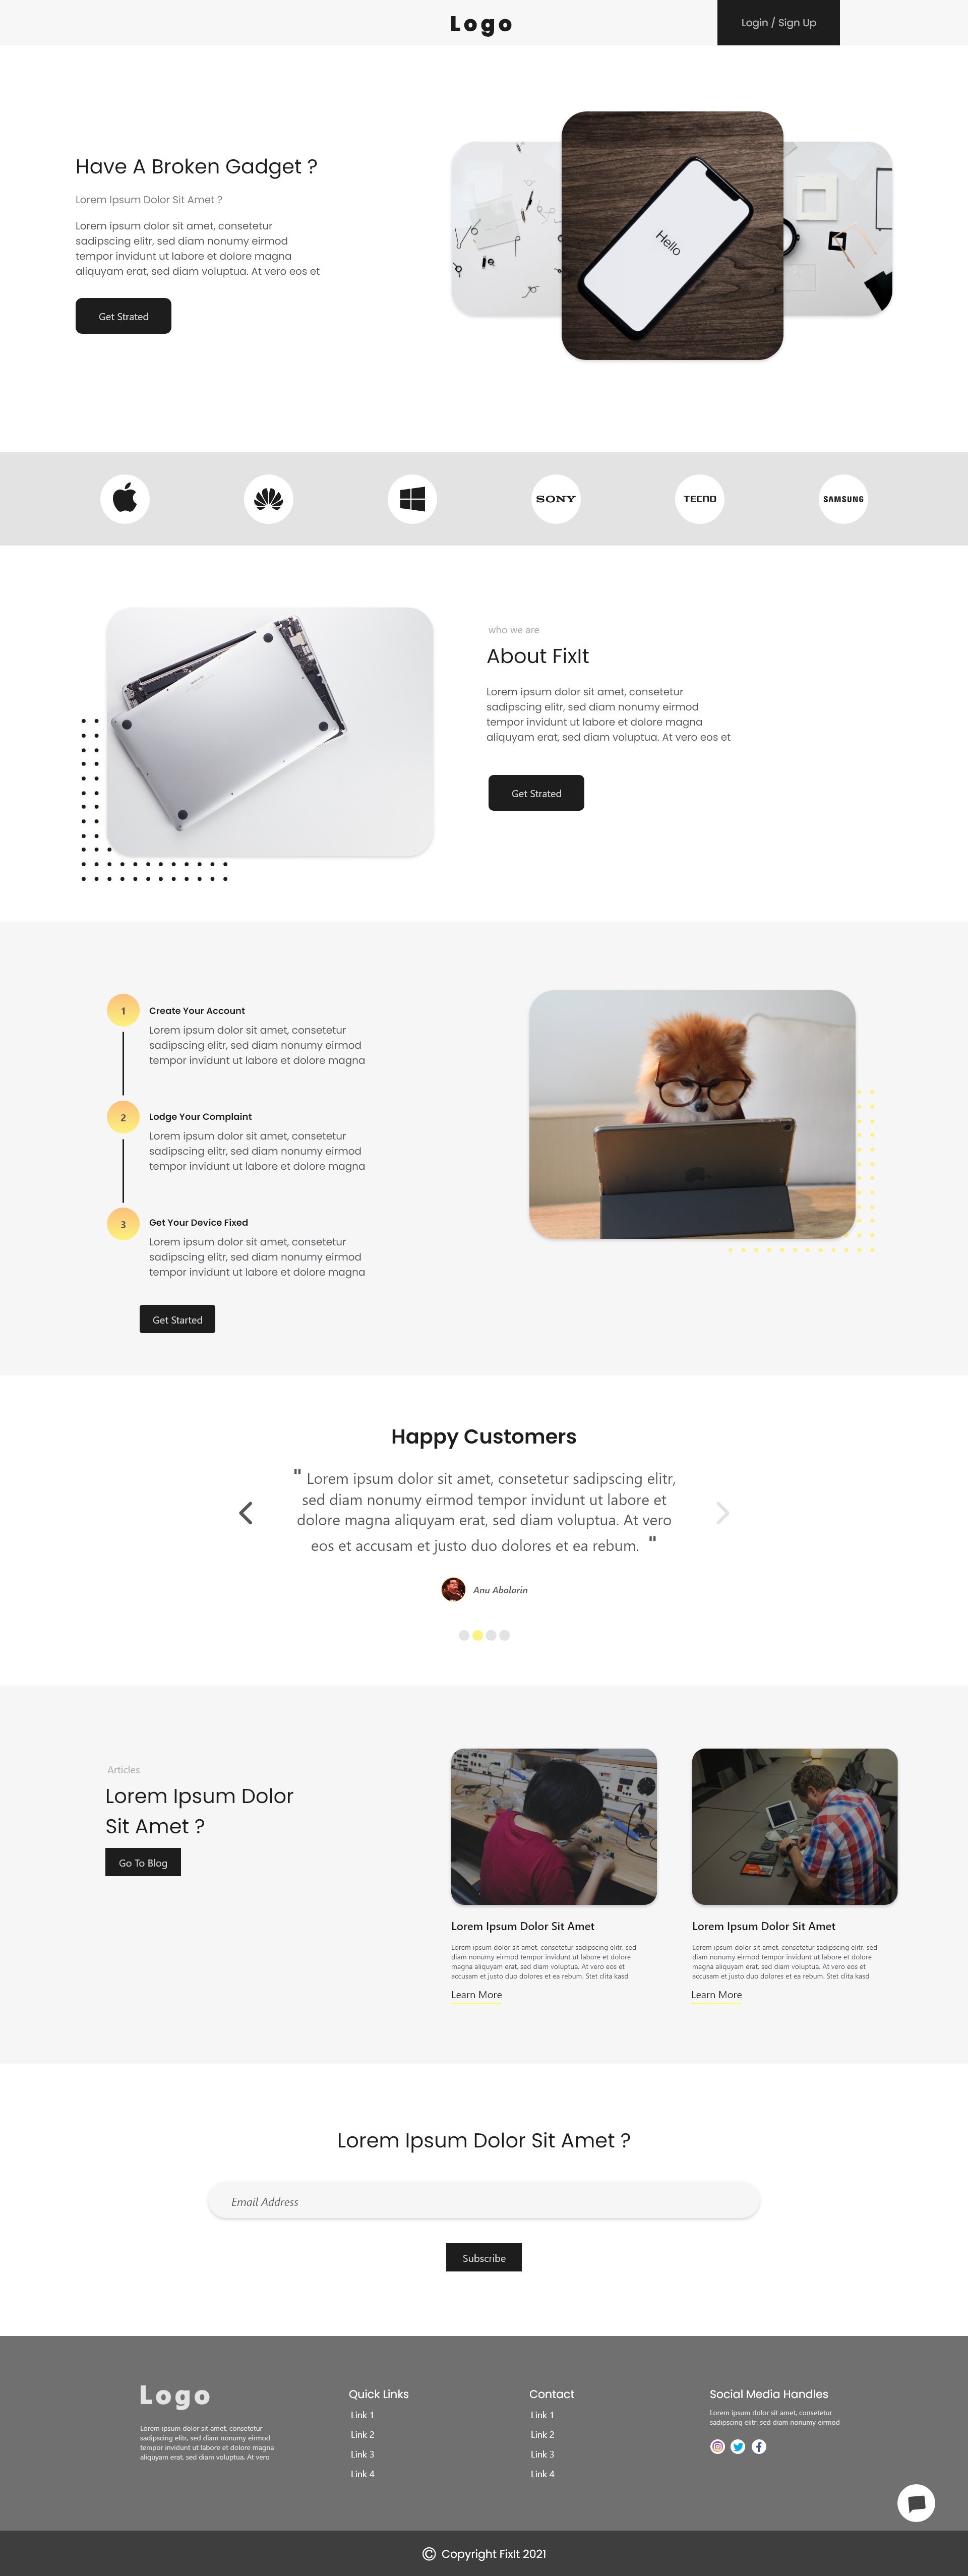 Logo
Login / Sign Up
Have A Broken Gadget ?
Lorem Ipsum Dolor Sit Amet ?
Lorem ipsum dolor sit amet, consetetur
sadipscing elitr, sed diam nonumy eirmod
tempor invidunt ut labore et dolore magna
aliquyam erat, sed diam voluptua. At vero eos et
Get Strated
Hello
SONY
TECNO
SAMSUNG
who we are
About FixIt
Lorem ipsum dolor sit amet, consetetur
sadipscing elitr, sed diam nonumy eirmod
tempor invidunt ut labore et dolore magna
aliquyam erat, sed diam voluptua. At vero eos et
Get Strated
1
Create Your Account
Lorem ipsum dolor sit amet, consetetur
sadipscing elitr, sed diam nonumy eirmod
tempor invidunt ut labore et dolore magna
2
Lodge Your Complaint
Lorem ipsum dolor sit amet, consetetur
sadipscing elitr, sed diam nonumy eirmod
tempor invidunt ut labore et dolore magna
3
Get Your Device Fixed
Lorem ipsum dolor sit amet, consetetur
sadipscing elitr, sed diam nonumy eirmod
tempor invidunt ut labore et dolore magna
Get Started
Happy Customers
" Lorem ipsum dolor sit amet, consetetur sadipscing elitr,
sed diam nonumy eirmod tempor invidunt ut labore et
dolore magna aliquyam erat, sed diam voluptua. At vero
eos et accusam et justo duo dolores et ea rebum. "
Anu Abolarin
Articles
Lorem Ipsum Dolor
Sit Amet ?
Go To Blog
Lorem Ipsum Dolor Sit Amet
Lorem ipsum dolor sit amet, consetetur sadipscing elitr, sed
diam nonumy eirmod tempor invidunt ut labore et dolore
magna aliquyam erat, sed diam voluptua. At vero eos et
accusam et justo duo dolores et ea rebum. Stet clita kasd
Learn More
Lorem Ipsum Dolor Sit Amet
Lorem ipsum dolor sit amet, consetetur sadipscing elitr, sed
diam nonumy eirmod tempor invidunt ut labore et dolore
magna aliquyam erat, sed diam voluptua. At vero eos et
accusam et justo duo dolores et ea rebum. Stet clita kasd
Learn More
Lorem Ipsum Dolor Sit Amet ?
Email Address
Subscribe
Logo
Lorem ipsum dolor sit amet, consetetur
sadipscing elitr, sed diam nonumy eirmod
tempor invidunt ut labore et dolore magna
aliquyam erat, sed diam voluptua. At vero
Quick Links
Link 1
Link 2
Link 3
Link 4
Contact
Link 1
Link 2
Link 3
Link 4
Social Media Handles
Lorem ipsum dolor sit amet, consetetur
sadipscing elitr, sed diam nonumy eirmod
© Copyright FixIt 2021